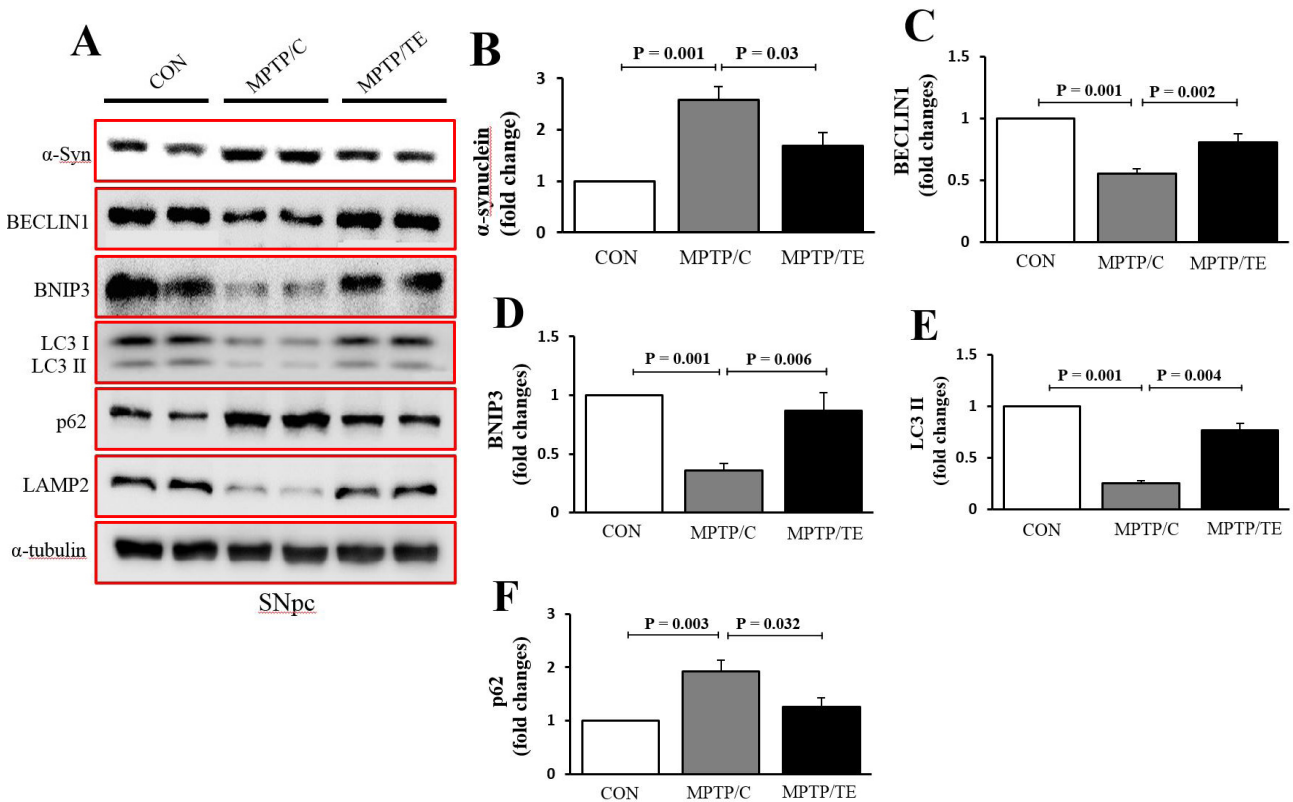 A
CON
MPTP/C
MPTP/TE
α-Syn
BECLIN1
BNIP3
LC3 I
LC3 II
p62
LAMP2
α-tubulin
SNpc
B
P = 0.001
P = 0.03
α-synuclein
(fold change)
3
2
1
0
CON
MPTP/C
MPTP/TE
C
P = 0.001
P = 0.002
BECLIN1
(fold changes)
1.5
1
0.5
0
CON
MPTP/C
MPTP/TE
D
P = 0.001
P = 0.006
BNIP3
(fold changes)
1.5
1
0.5
0
CON
MPTP/C
MPTP/TE
E
P = 0.001
P = 0.004
LC3 II
(fold changes)
1.5
1
0.5
0
CON
MPTP/C
MPTP/TE
F
P = 0.003
P = 0.032
p62
(fold changes)
3
2
1
0
CON
MPTP/C
MPTP/TE